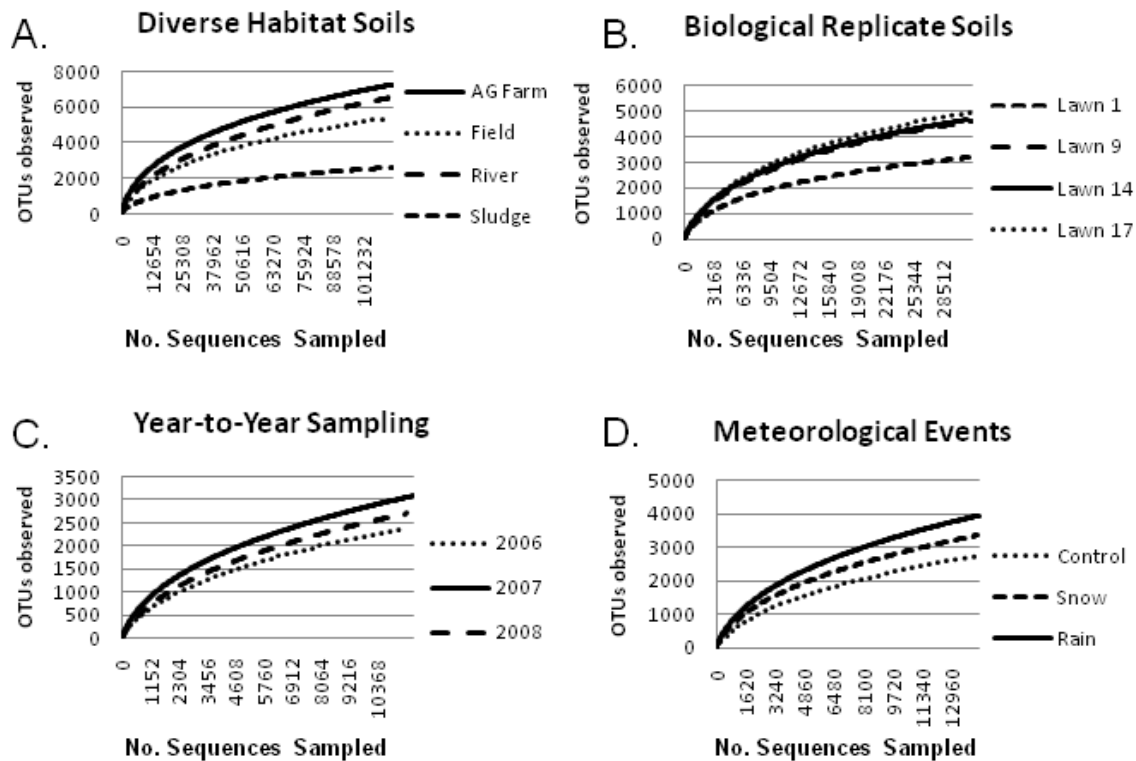 A. Diverse Habitat Soils
OTUs observed
8000
6000
4000
2000
0
0 12654 25308 37962 50616 63270 75924 88578 101232
No. Sequences Sampled
AG Farm
Field
River
Sludge
B. Biological Replicate Soils
OTUs observed
6000
5000
4000
3000
2000
1000
0
0 3168 6336 9504 12672 15840 19008 22176 25344 28512
No. Sequences Sampled
Lawn 1
Lawn 9
Lawn 14
Lawn 17
C. Year-to-Year Sampling
OTUs observed
3500
3000
2500
2000
1500
1000
500
0
0 1152 2304 3456 4608 5760 6912 8064 9216 10368
No. Sequences Sampled
2006
2007
2008
D. Meteorological Events
OTUs observed
5000
4000
3000
2000
1000
0
0 1620 3240 4860 6480 8100 9720 11340 12960
No. Sequences Sampled
Control
Snow
Rain